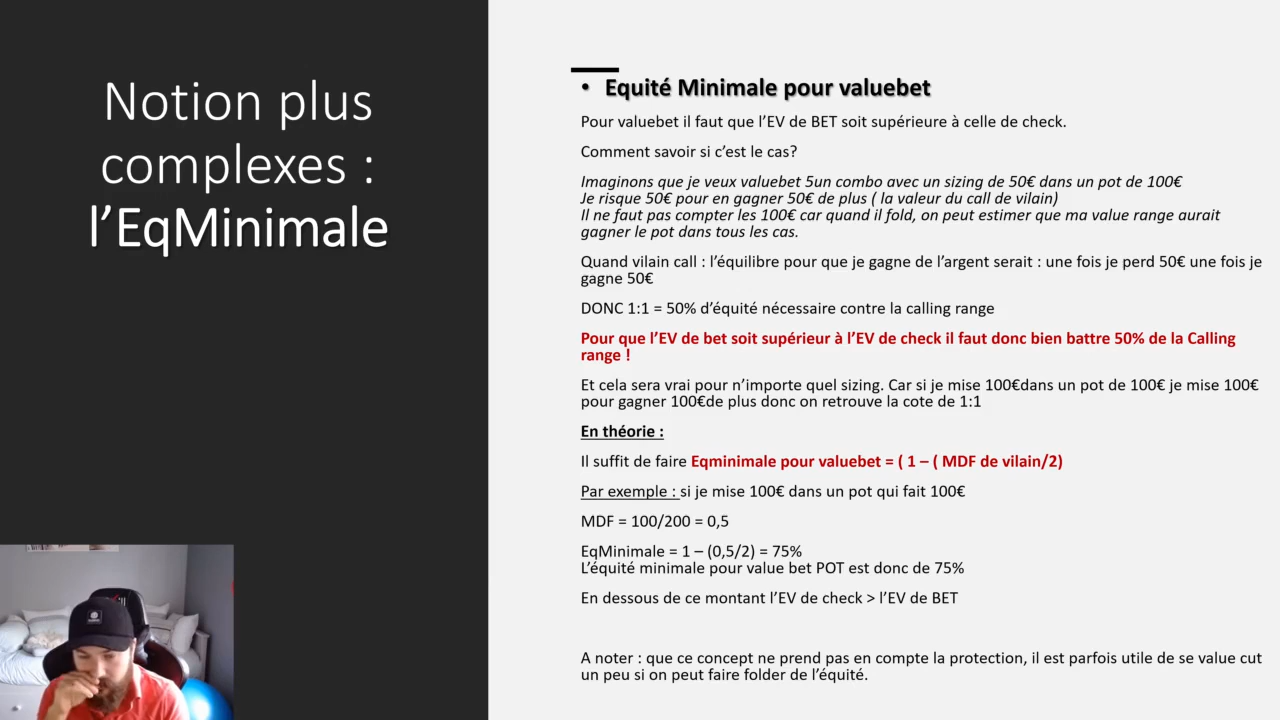 Notion plus
complexes :
l’EqMinimale
• Equité Minimale pour valuebet
Pour valuebet il faut que l’EV de BET soit supérieure à celle de check.
Comment savoir si c’est le cas?
Imaginons que je veux valuebet 5un combo avec un sizing de 50€ dans un pot de 100€
Je risque 50€ pour en gagner 50€ de plus ( la valeur du call de vilain)
Il ne faut pas compter les 100€ car quand il fold, on peut estimer que ma value range aurait
gagner le pot dans tous les cas.
Quand vilain call : l’équilibre pour que je gagne de l’argent serait : une fois je perd 50€ une fois je
gagne 50€
DONC 1:1 = 50% d’équité nécessaire contre la calling range
Pour que l’EV de bet soit supérieur à l’EV de check il faut donc bien battre 50% de la Calling
range !
Et cela sera vrai pour n’importe quel sizing. Car si je mise 100€dans un pot de 100€ je mise 100€
pour gagner 100€de plus donc on retrouve la cote de 1:1
En théorie :
Il suffit de faire Eqminimale pour valuebet = ( 1 – ( MDF de vilain/2)
Par exemple : si je mise 100€ dans un pot qui fait 100€
MDF = 100/200 = 0,5
EqMinimale = 1 – (0,5/2) = 75%
L’équité minimale pour value bet POT est donc de 75%
En dessous de ce montant l’EV de check > l’EV de BET
A noter : que ce concept ne prend pas en compte la protection, il est parfois utile de se value cut
un peu si on peut faire folder de l’équité.